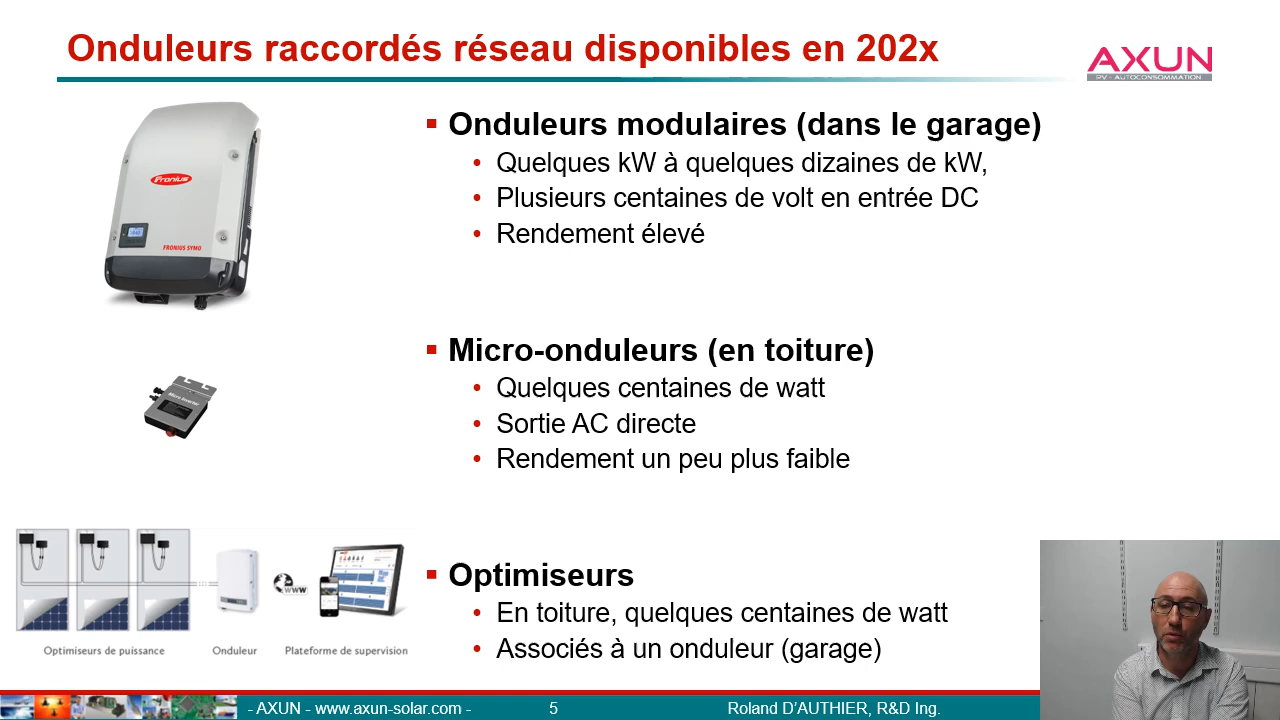 Onduleurs raccordés réseau disponibles en 202x
AXUN
PV - AUTOCONSOMMATION
Onduleurs modulaires (dans le garage)
Quelques kW à quelques dizaines de kW,
Plusieurs centaines de volt en entrée DC
Rendement élevé
Fronius
FRONIUS SYMO
Micro-onduleurs (en toiture)
Quelques centaines de watt
Sortie AC directe
Rendement un peu plus faible
Micro Inverter
Optimiseurs
En toiture, quelques centaines de watt
Associés à un onduleur (garage)
WWW
Optimiseurs de puissance
Onduleur
Plateforme de supervision
- AXUN - www.axun-solar.com -
5
Roland D'AUTHIER, R&D Ing.